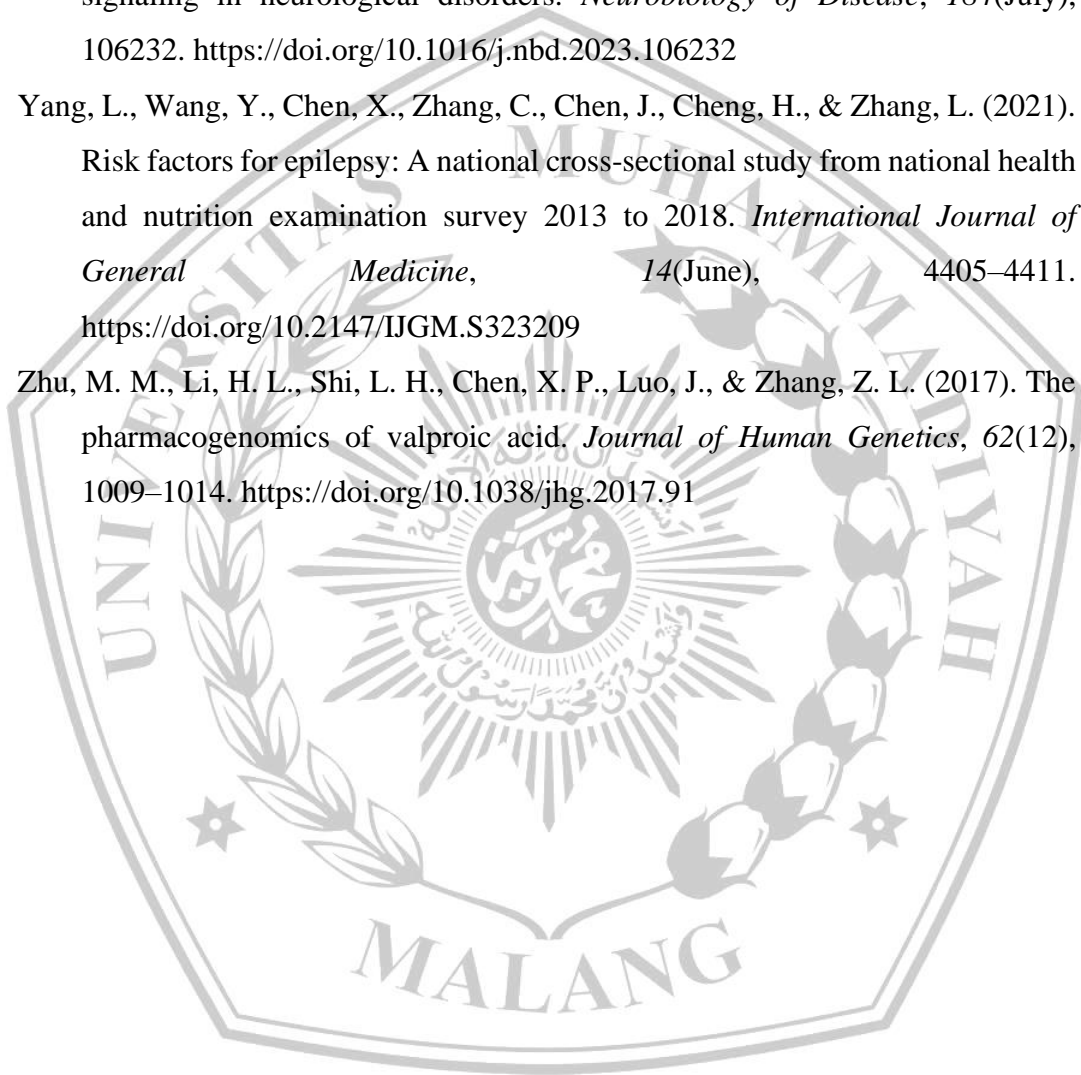 signaling in neurological disorders. Neurobiology of Disease, 184(July),
106232. https://doi.org/10.1016/j.nbd.2023.106232
Yang, L., Wang, Y., Chen, X., Zhang, C., Chen, J., Cheng, H., & Zhang, L. (2021).
Risk factors for epilepsy: A national cross-sectional study from national health
and nutrition examination survey 2013 to 2018. International Journal of
General Medicine, 14(June), 4405–4411.
https://doi.org/10.2147/IJGM.S323209
Zhu, M. M., Li, H. L., Shi, L. H., Chen, X. P., Luo, J., & Zhang, Z. L. (2017). The
pharmacogenomics of valproic acid. Journal of Human Genetics, 62(12),
1009–1014. https://doi.org/10.1038/jhg.2017.91
UNIVERSITAS MUHAMMADIYAH
MALANG